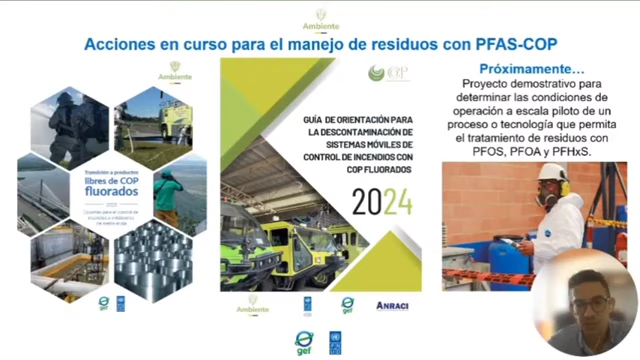 Ambiente
Acciones en curso para el manejo de residuos con PFAS-COP
Ambiente
Transición a productos
libres de COP
fluorados
COP
GUÍA DE ORIENTACIÓN PARA
LA DESCONTAMINACIÓN DE
SISTEMAS MÓVILES DE
CONTROL DE INCENDIOS CON
COP FLUORADOS
2024
Próximamente…
Proyecto demostrativo para
determinar las condiciones de
operación a escala piloto de un
proceso o tecnología que permita
el tratamiento de residuos con
PFOS, PFOA y PFHxS.
gef
Ambiente
gef
ANRACI
gef